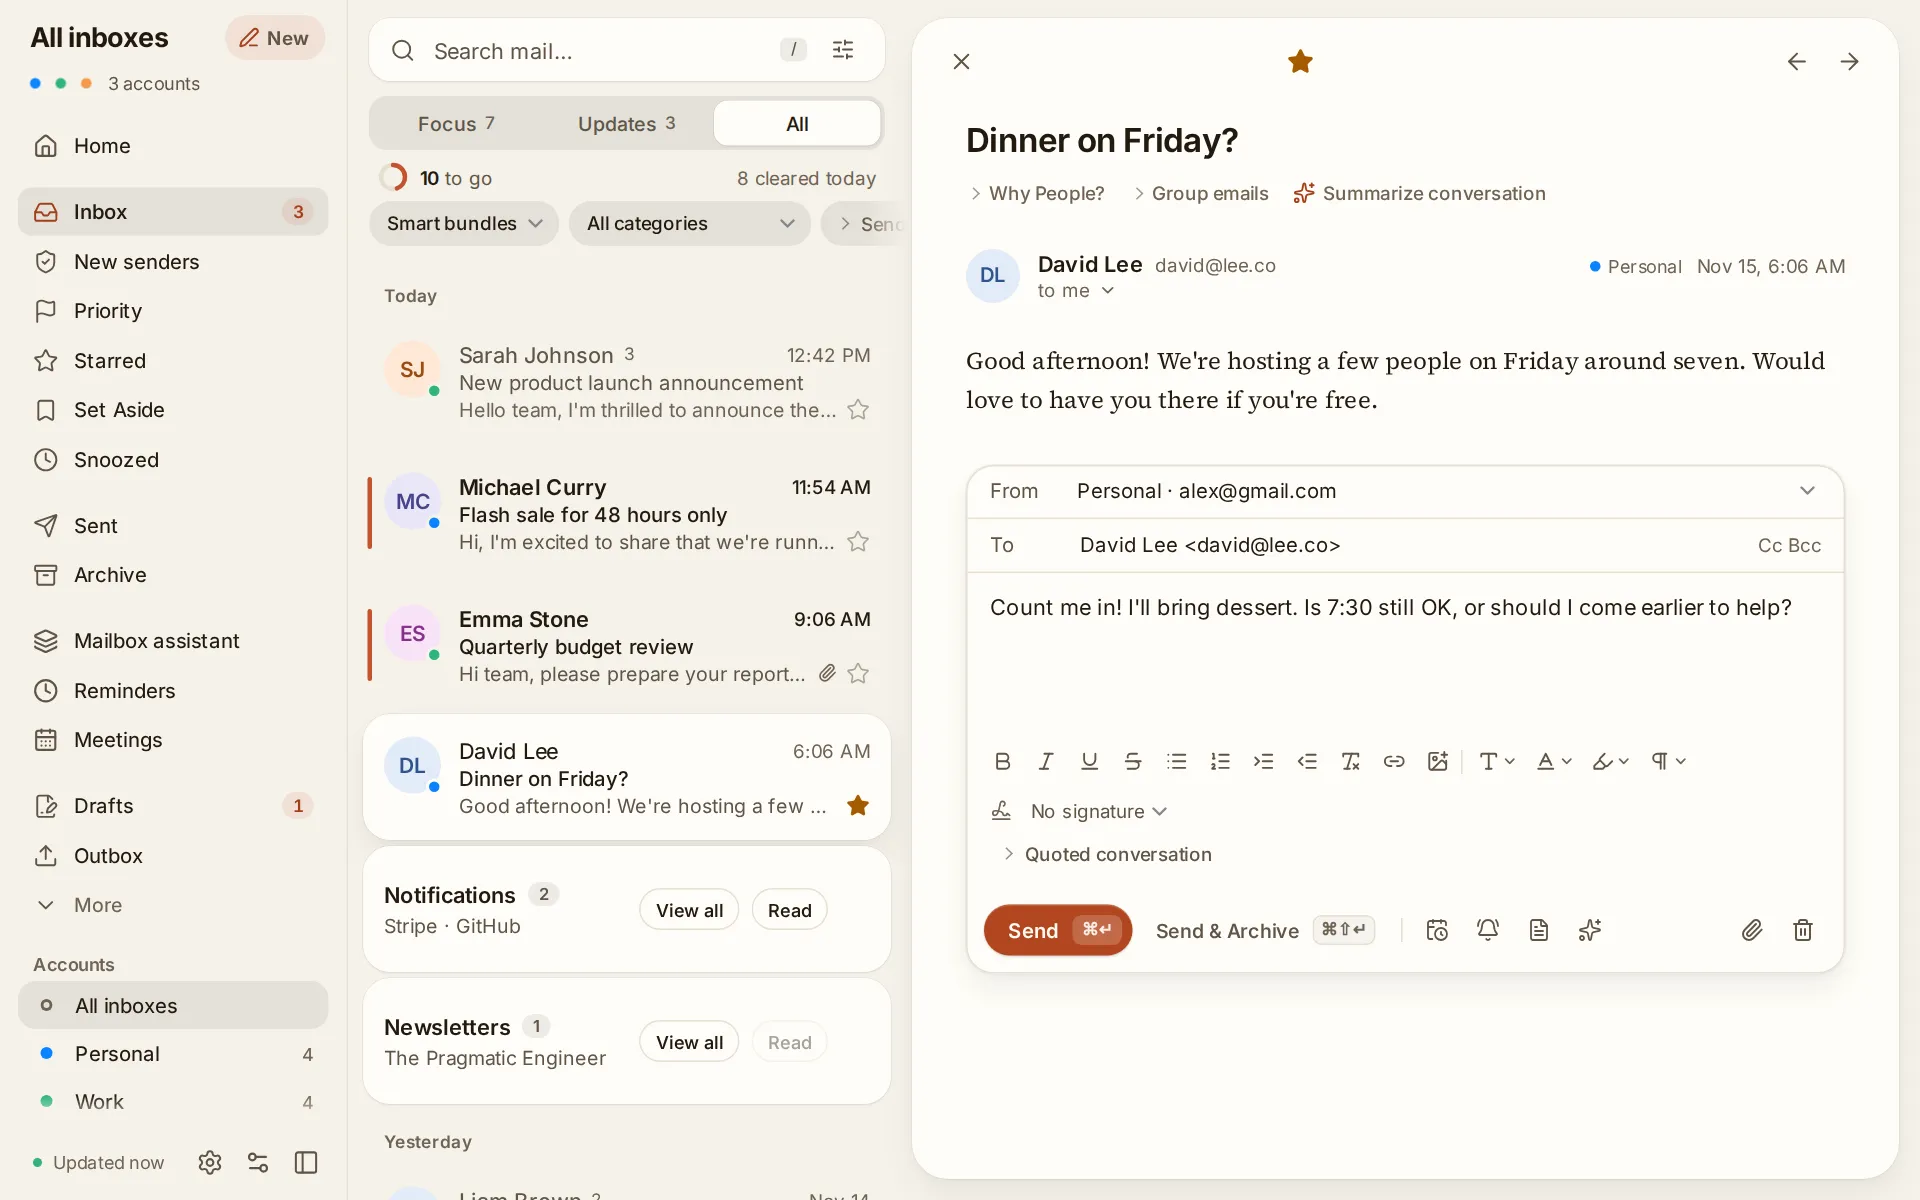 All inboxes
New
3 accounts
Home
Inbox 3
New senders
Priority
Starred
Set Aside
Snoozed
Sent
Archive
Mailbox assistant
Reminders
Meetings
Drafts 1
Outbox
More
Accounts
All inboxes
Personal 4
Work 4
Updated now
Search mail... /
Focus 7 Updates 3 All
10 to go 8 cleared today
Smart bundles All categories
Today
SJ
Sarah Johnson 3 12:42 PM
New product launch announcement
Hello team, I'm thrilled to announce the...
MC
Michael Curry 11:54 AM
Flash sale for 48 hours only
Hi, I'm excited to share that we're runn...
ES
Emma Stone 9:06 AM
Quarterly budget review
Hi team, please prepare your report...
DL
David Lee 6:06 AM
Dinner on Friday?
Good afternoon! We're hosting a few ...
Notifications 2
Stripe · GitHub
View all Read
Newsletters 1
The Pragmatic Engineer
View all Read
Yesterday
Dinner on Friday?
Why People? Group emails Summarize conversation
DL
David Lee david@lee.co
to me
Personal Nov 15, 6:06 AM
Good afternoon! We're hosting a few people on Friday around seven. Would
love to have you there if you're free.
From Personal · alex@gmail.com
To David Lee <david@lee.co> Cc Bcc
Count me in! I'll bring dessert. Is 7:30 still OK, or should I come earlier to help?
No signature
Quoted conversation
Send ⌘↵ Send & Archive ⌘⇧↵